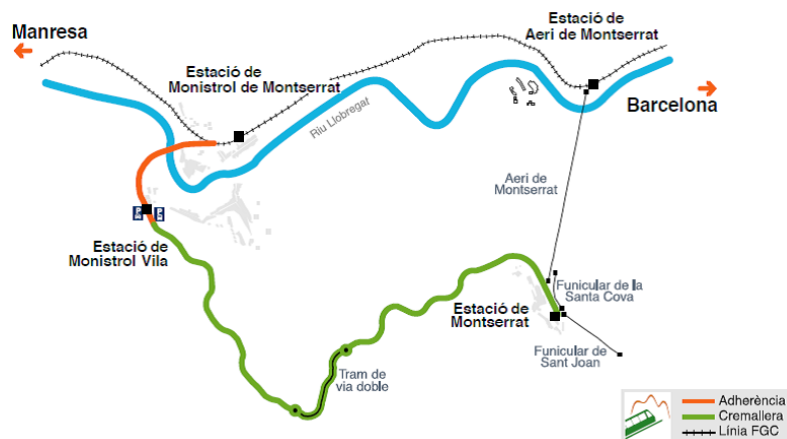 Manresa
Estació de
Monistrol de Montserrat
Estació de
Aeri de Montserrat
Barcelona
Riu Llobregat
Aeri de
Montserrat
P
P
Estació de
Monistrol Vila
Funicular de la
Santa Cova
Estació de
Montserrat
Funicular de
Sant Joan
Tram de
via doble
Adherència
Cremallera
Línia FGC